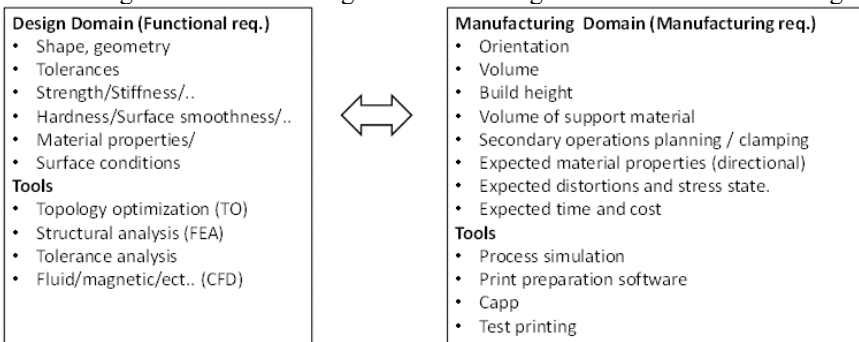 Design Domain (Functional req.)
• Shape, geometry
• Tolerances
• Strength/Stiffness/..
• Hardness/Surface smoothness/..
• Material properties/
• Surface conditions
Tools
• Topology optimization (TO)
• Structural analysis (FEA)
• Tolerance analysis
• Fluid/magnetic/ect.. (CFD)
Manufacturing Domain (Manufacturing req.)
• Orientation
• Volume
• Build height
• Volume of support material
• Secondary operations planning / clamping
• Expected material properties (directional)
• Expected distortions and stress state.
• Expected time and cost
Tools
• Process simulation
• Print preparation software
• Capp
• Test printing